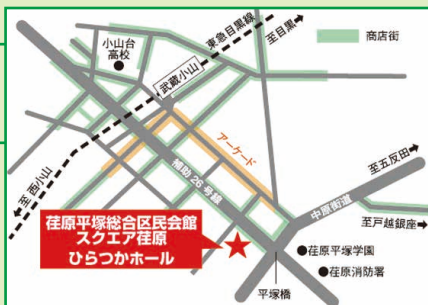 至目黒
東急目黒線
商店街
小山台
高校
武蔵小山
アーケード
至五反田
補助26号線
中原街道
至西小山
至戸越銀座
荏原平塚総合区民会館
スクエア荏原
ひらつかホール
荏原平塚学園
荏原消防署
平塚橋